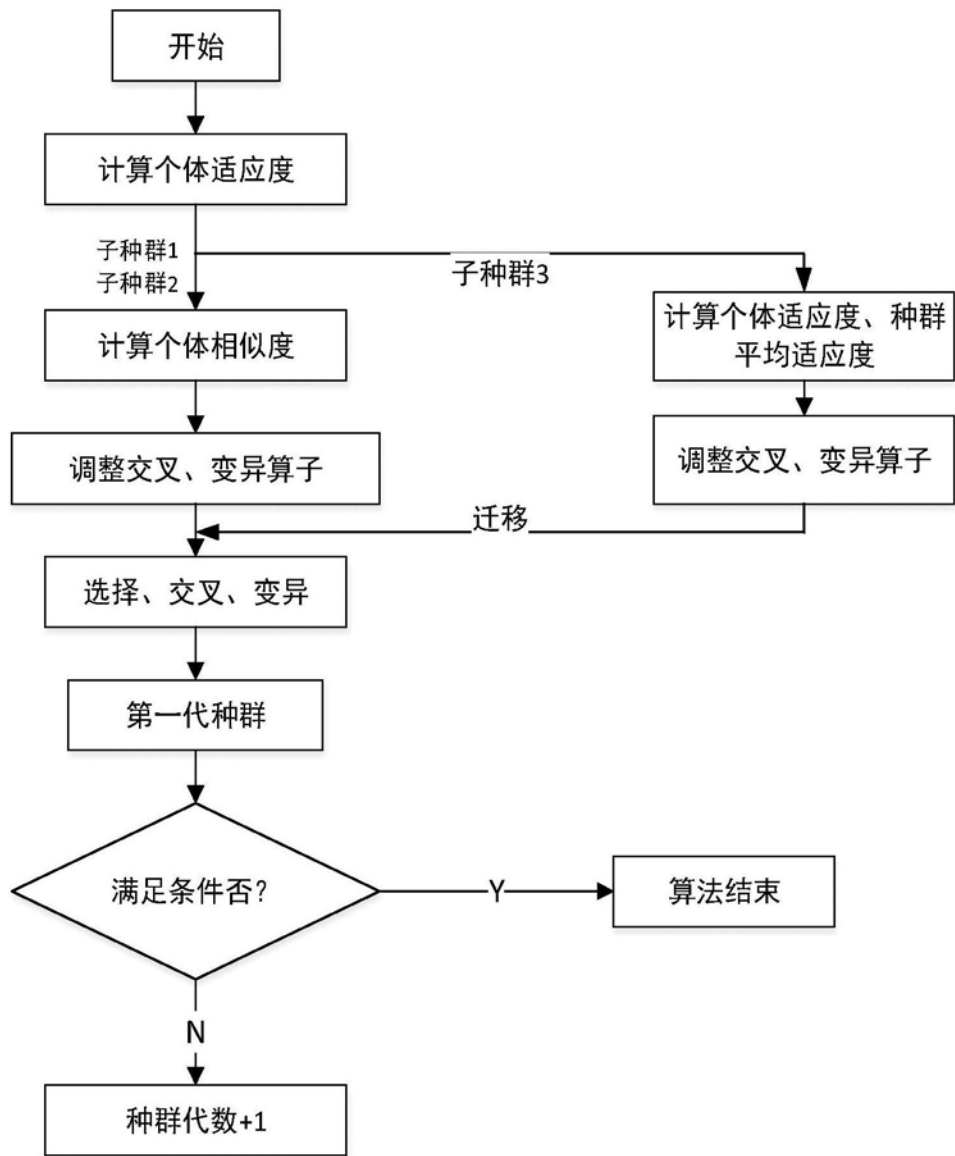 开始
计算个体适应度
子种群1
子种群2
子种群3
计算个体相似度
计算个体适应度、种群
平均适应度
调整交叉、变异算子
调整交叉、变异算子
迁移
选择、交叉、变异
第一代种群
满足条件否?
Y
算法结束
N
种群代数+1